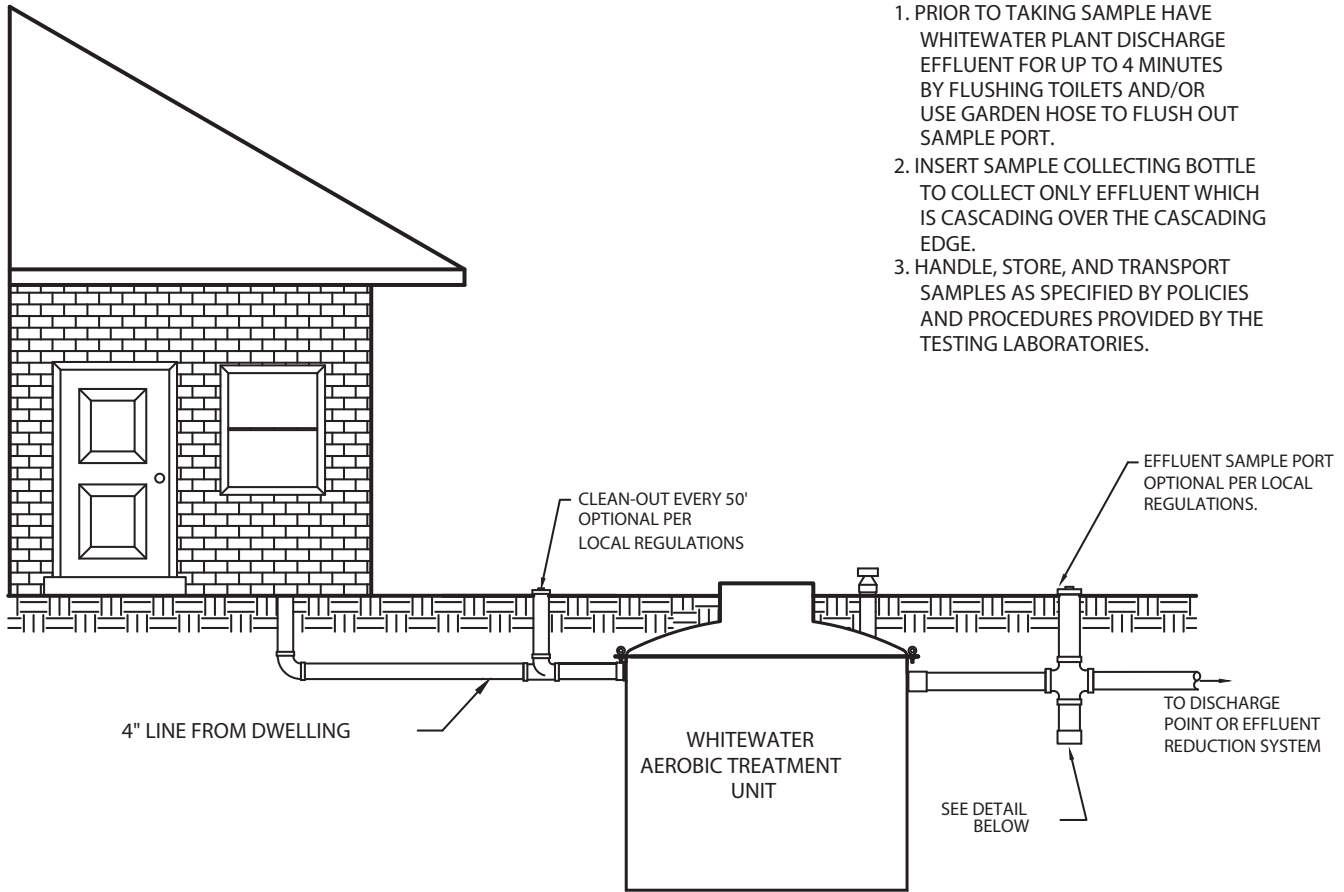 1. PRIOR TO TAKING SAMPLE HAVE
WHITEWATER PLANT DISCHARGE
EFFLUENT FOR UP TO 4 MINUTES
BY FLUSHING TOILETS AND/OR
USE GARDEN HOSE TO FLUSH OUT
SAMPLE PORT.
2. INSERT SAMPLE COLLECTING BOTTLE
TO COLLECT ONLY EFFLUENT WHICH
IS CASCADING OVER THE CASCADING
EDGE.
3. HANDLE, STORE, AND TRANSPORT
SAMPLES AS SPECIFIED BY POLICIES
AND PROCEDURES PROVIDED BY THE
TESTING LABORATORIES.
CLEAN-OUT EVERY 50'
OPTIONAL PER
LOCAL REGULATIONS
EFFLUENT SAMPLE PORT
OPTIONAL PER LOCAL
REGULATIONS.
4" LINE FROM DWELLING
WHITEWATER
AEROBIC TREATMENT
UNIT
TO DISCHARGE
POINT OR EFFLUENT
REDUCTION SYSTEM
SEE DETAIL
BELOW